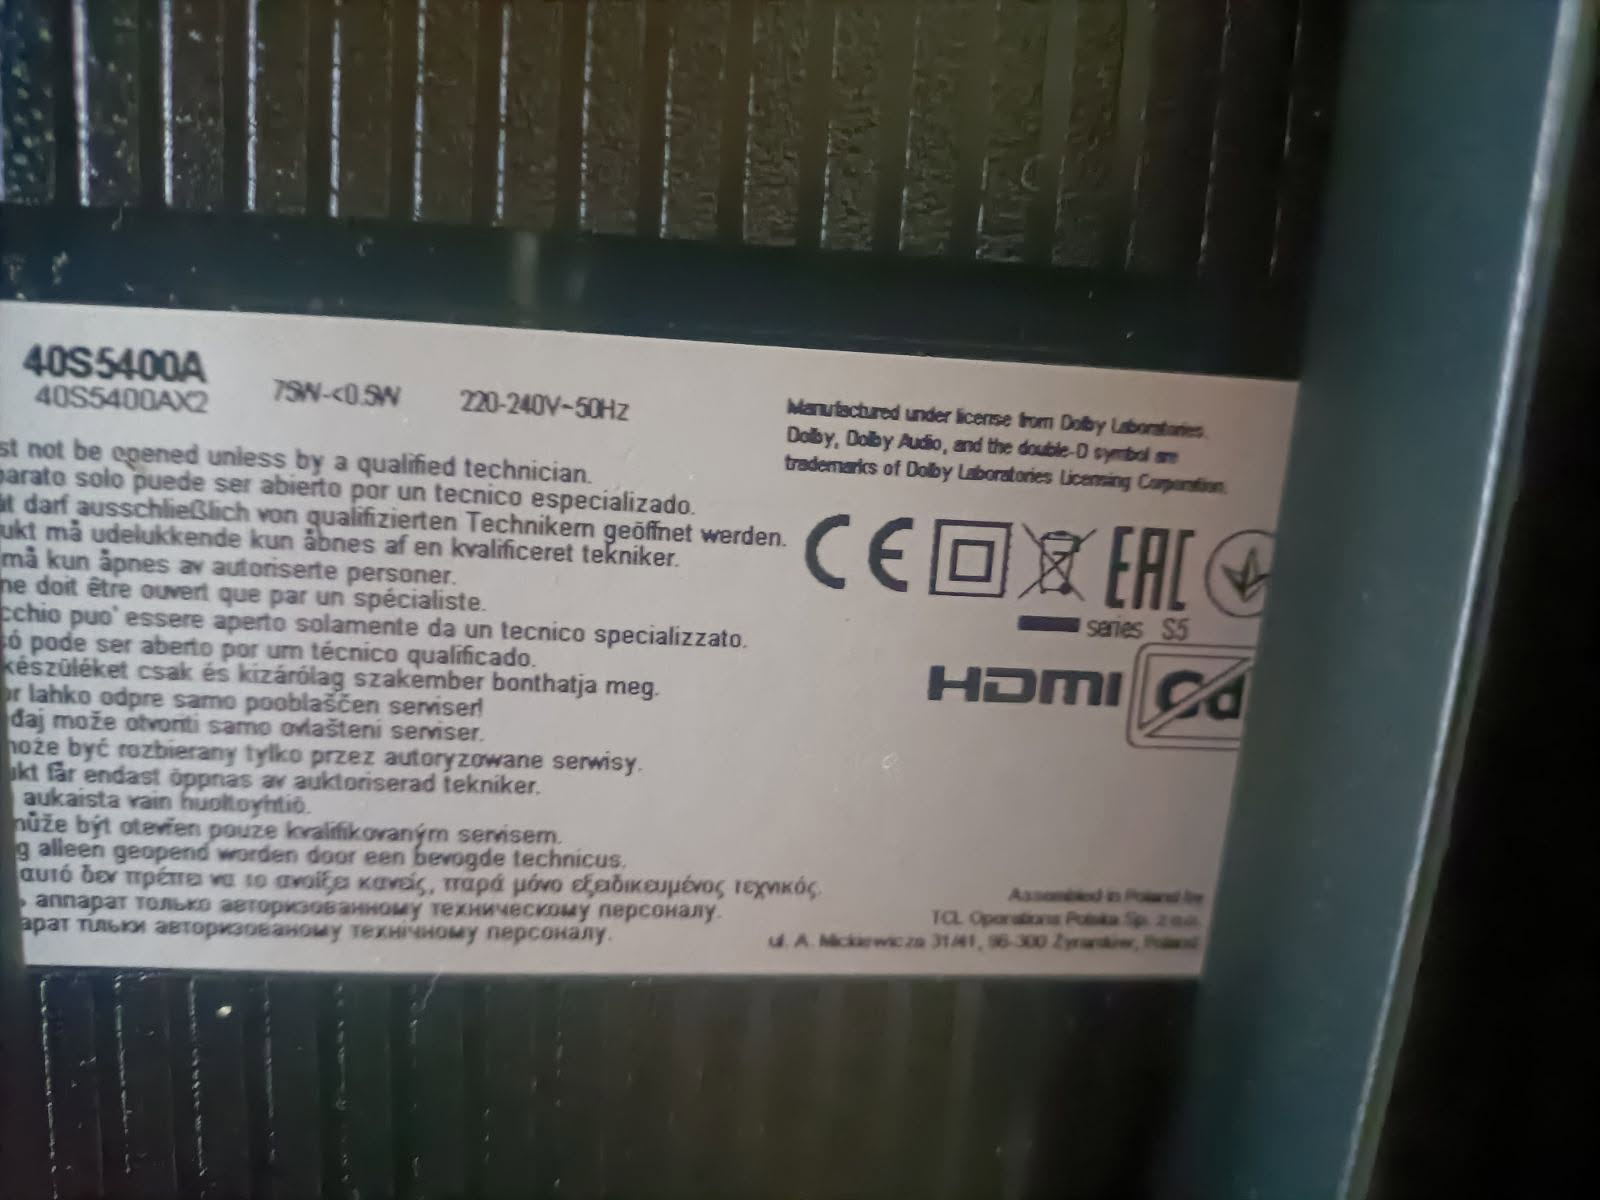 40S5400A
40S5400AX2
75W-<0.5W
220-240V~50Hz
st not be opened unless by a qualified technician.
parato solo puede ser abierto por un tecnico especializado.
ät darf ausschließlich von qualifizierten Technikern geöffnet werden.
ukt må udelukkende kun åbnes af en kvalificeret tekniker.
må kun åpnes av autoriserte personer.
ne doit être ouvert que par un spécialiste.
cchio puo' essere aperto solamente da un tecnico specializzato.
só pode ser aberto por um técnico qualificado.
készüléket csak és kizárólag szakember bonthatja meg.
or lahko odpre samo pooblaščen serviser!
đaj može otvoriti samo ovlašteni serviser.
może być rozbierany tylko przez autoryzowane serwisy.
ukt får endast öppnas av auktoriserad tekniker.
aukaista vain huoltoyhtiö.
může být otevřen pouze kvalifikovaným servisem.
g alleen geopend worden door een bevogde technicus.
αυτό δεν πρέπει να το ανοίξει κανείς, παρά μόνο εξειδικευμένος τεχνικός.
аппарат только авторизованному техническому персоналу.
арат тільки авторизованому технічному персоналу.
Manufactured under license from Dolby Laboratories.
Dolby, Dolby Audio, and the double-D symbol are
trademarks of Dolby Laboratories Licensing Corporation.
CE EAC
series S5
HDMI Cd
Assembled in Poland by
TCL Operations Polska Sp. z o.o.
ul. A. Mickiewicza 31/41, 96-300 Żyrardów, Poland